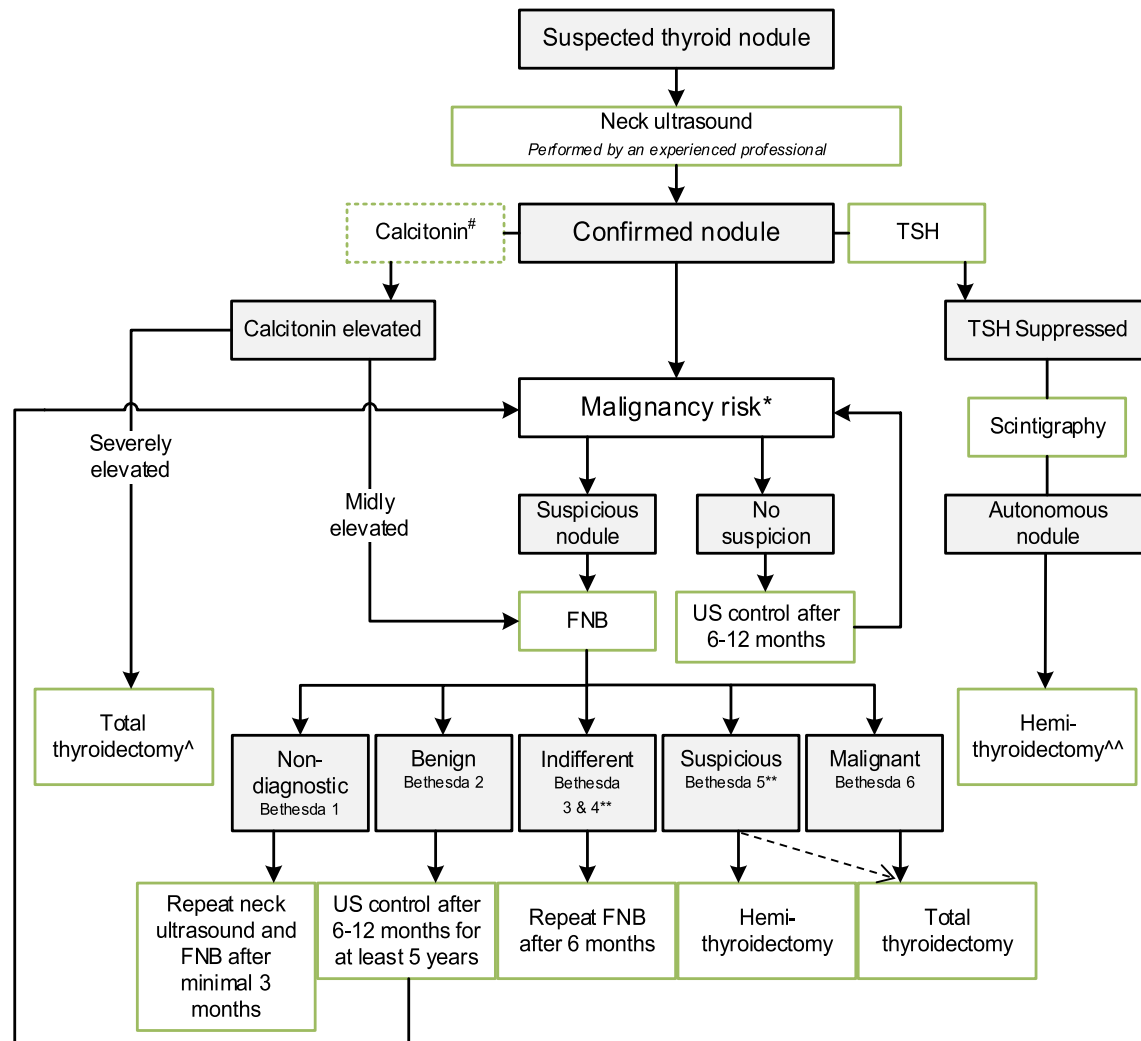 Suspected thyroid nodule
Neck ultrasound
Performed by an experienced professional
Calcitonin#
Confirmed nodule
TSH
Calcitonin elevated
TSH Suppressed
Malignancy risk*
Scintigraphy
Severely
elevated
Midly
elevated
Suspicious
nodule
No
suspicion
Autonomous
nodule
FNB
US control after
6-12 months
Total
thyroidectomy^
Hemi-
thyroidectomy^^
Non-
diagnostic
Bethesda 1
Benign
Bethesda 2
Indifferent
Bethesda
3 & 4**
Suspicious
Bethesda 5**
Malignant
Bethesda 6
Repeat neck
ultrasound and
FNB after
minimal 3
months
US control after
6-12 months for
at least 5 years
Repeat FNB
after 6 months
Hemi-
thyroidectomy
Total
thyroidectomy